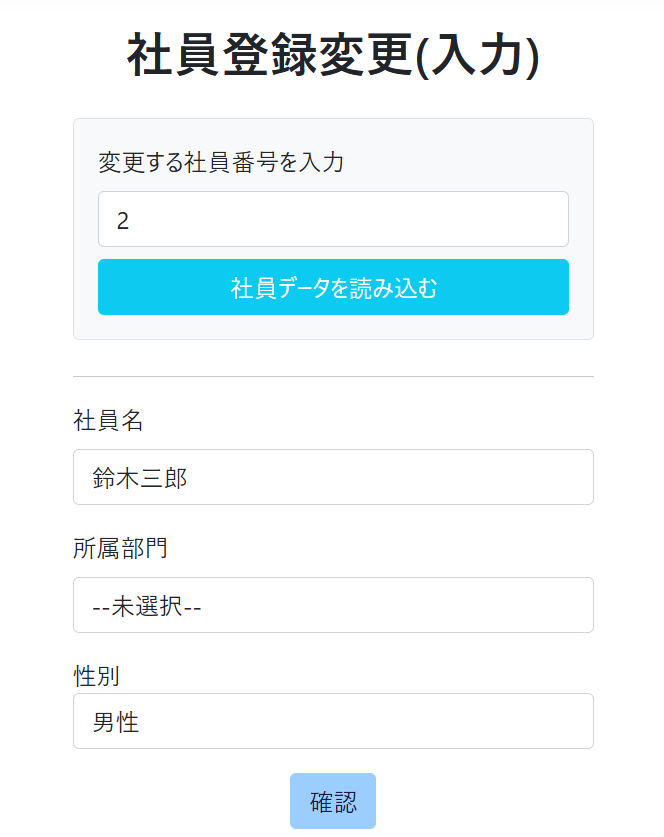 社員登録変更(入力)
変更する社員番号を入力
2
社員データを読み込む
社員名
鈴木三郎
所属部門
--未選択--
性別
男性
確認